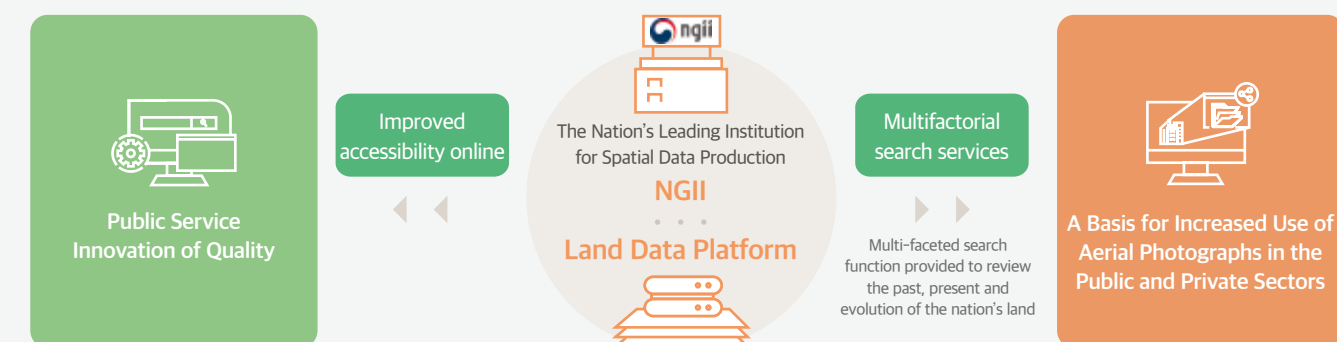 Public Service
Innovation of Quality
Improved
accessibility online
ngii
The Nation's Leading Institution
for Spatial Data Production
NGII
Land Data Platform
Multifactorial
search services
Multi-faceted search
function provided to review
the past, present and
evolution of the nation's land
A Basis for Increased Use of
Aerial Photographs in the
Public and Private Sectors